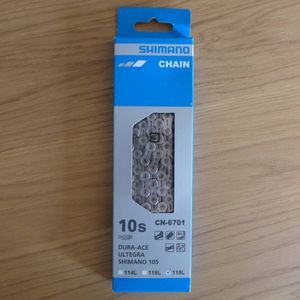 SHIMANO
CHAIN
10s
CN-6701
DURA-ACE
ULTEGRA
SHIMANO 105
114L 116L 118L